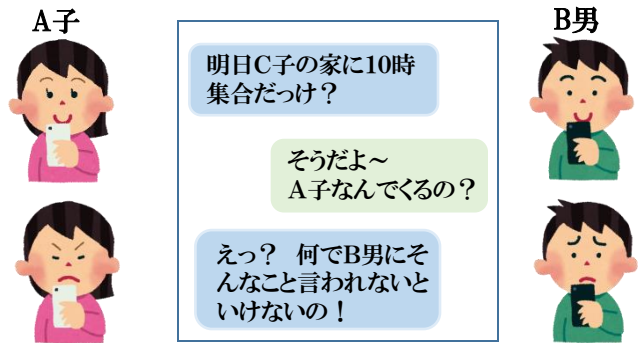 A子
B男
明日C子の家に10時
集合だっけ？
そうだよ～
A子なんでくるの？
えっ？　何でB男にそ
んなこと言われないと
いけないの！